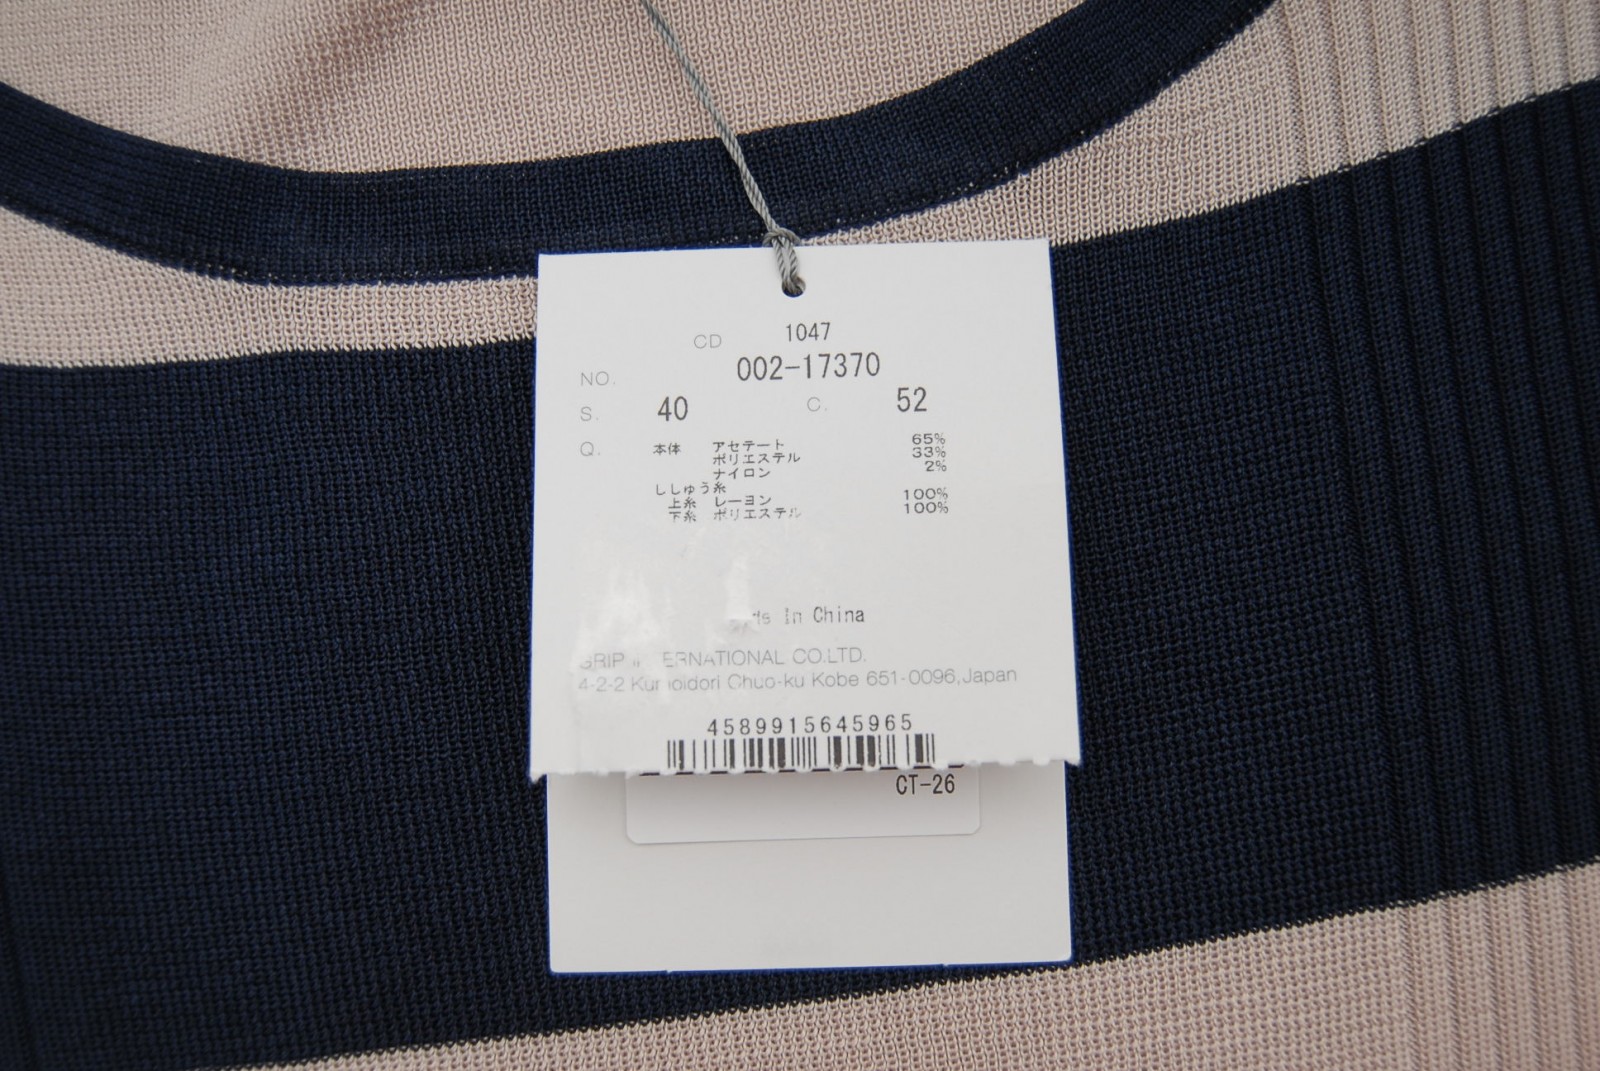 CD 1047
NO. 002-17370
S. 40 C. 52
Q. 本体 アセテート 65%
ポリエステル 33%
ナイロン 2%
ししゅう糸
上糸 レーヨン 100%
下糸 ポリエステル 100%
In China
CO.LTD.
4-2-2 Chuo-ku Kobe 651-0096,Japan
4589915645965
CT-26